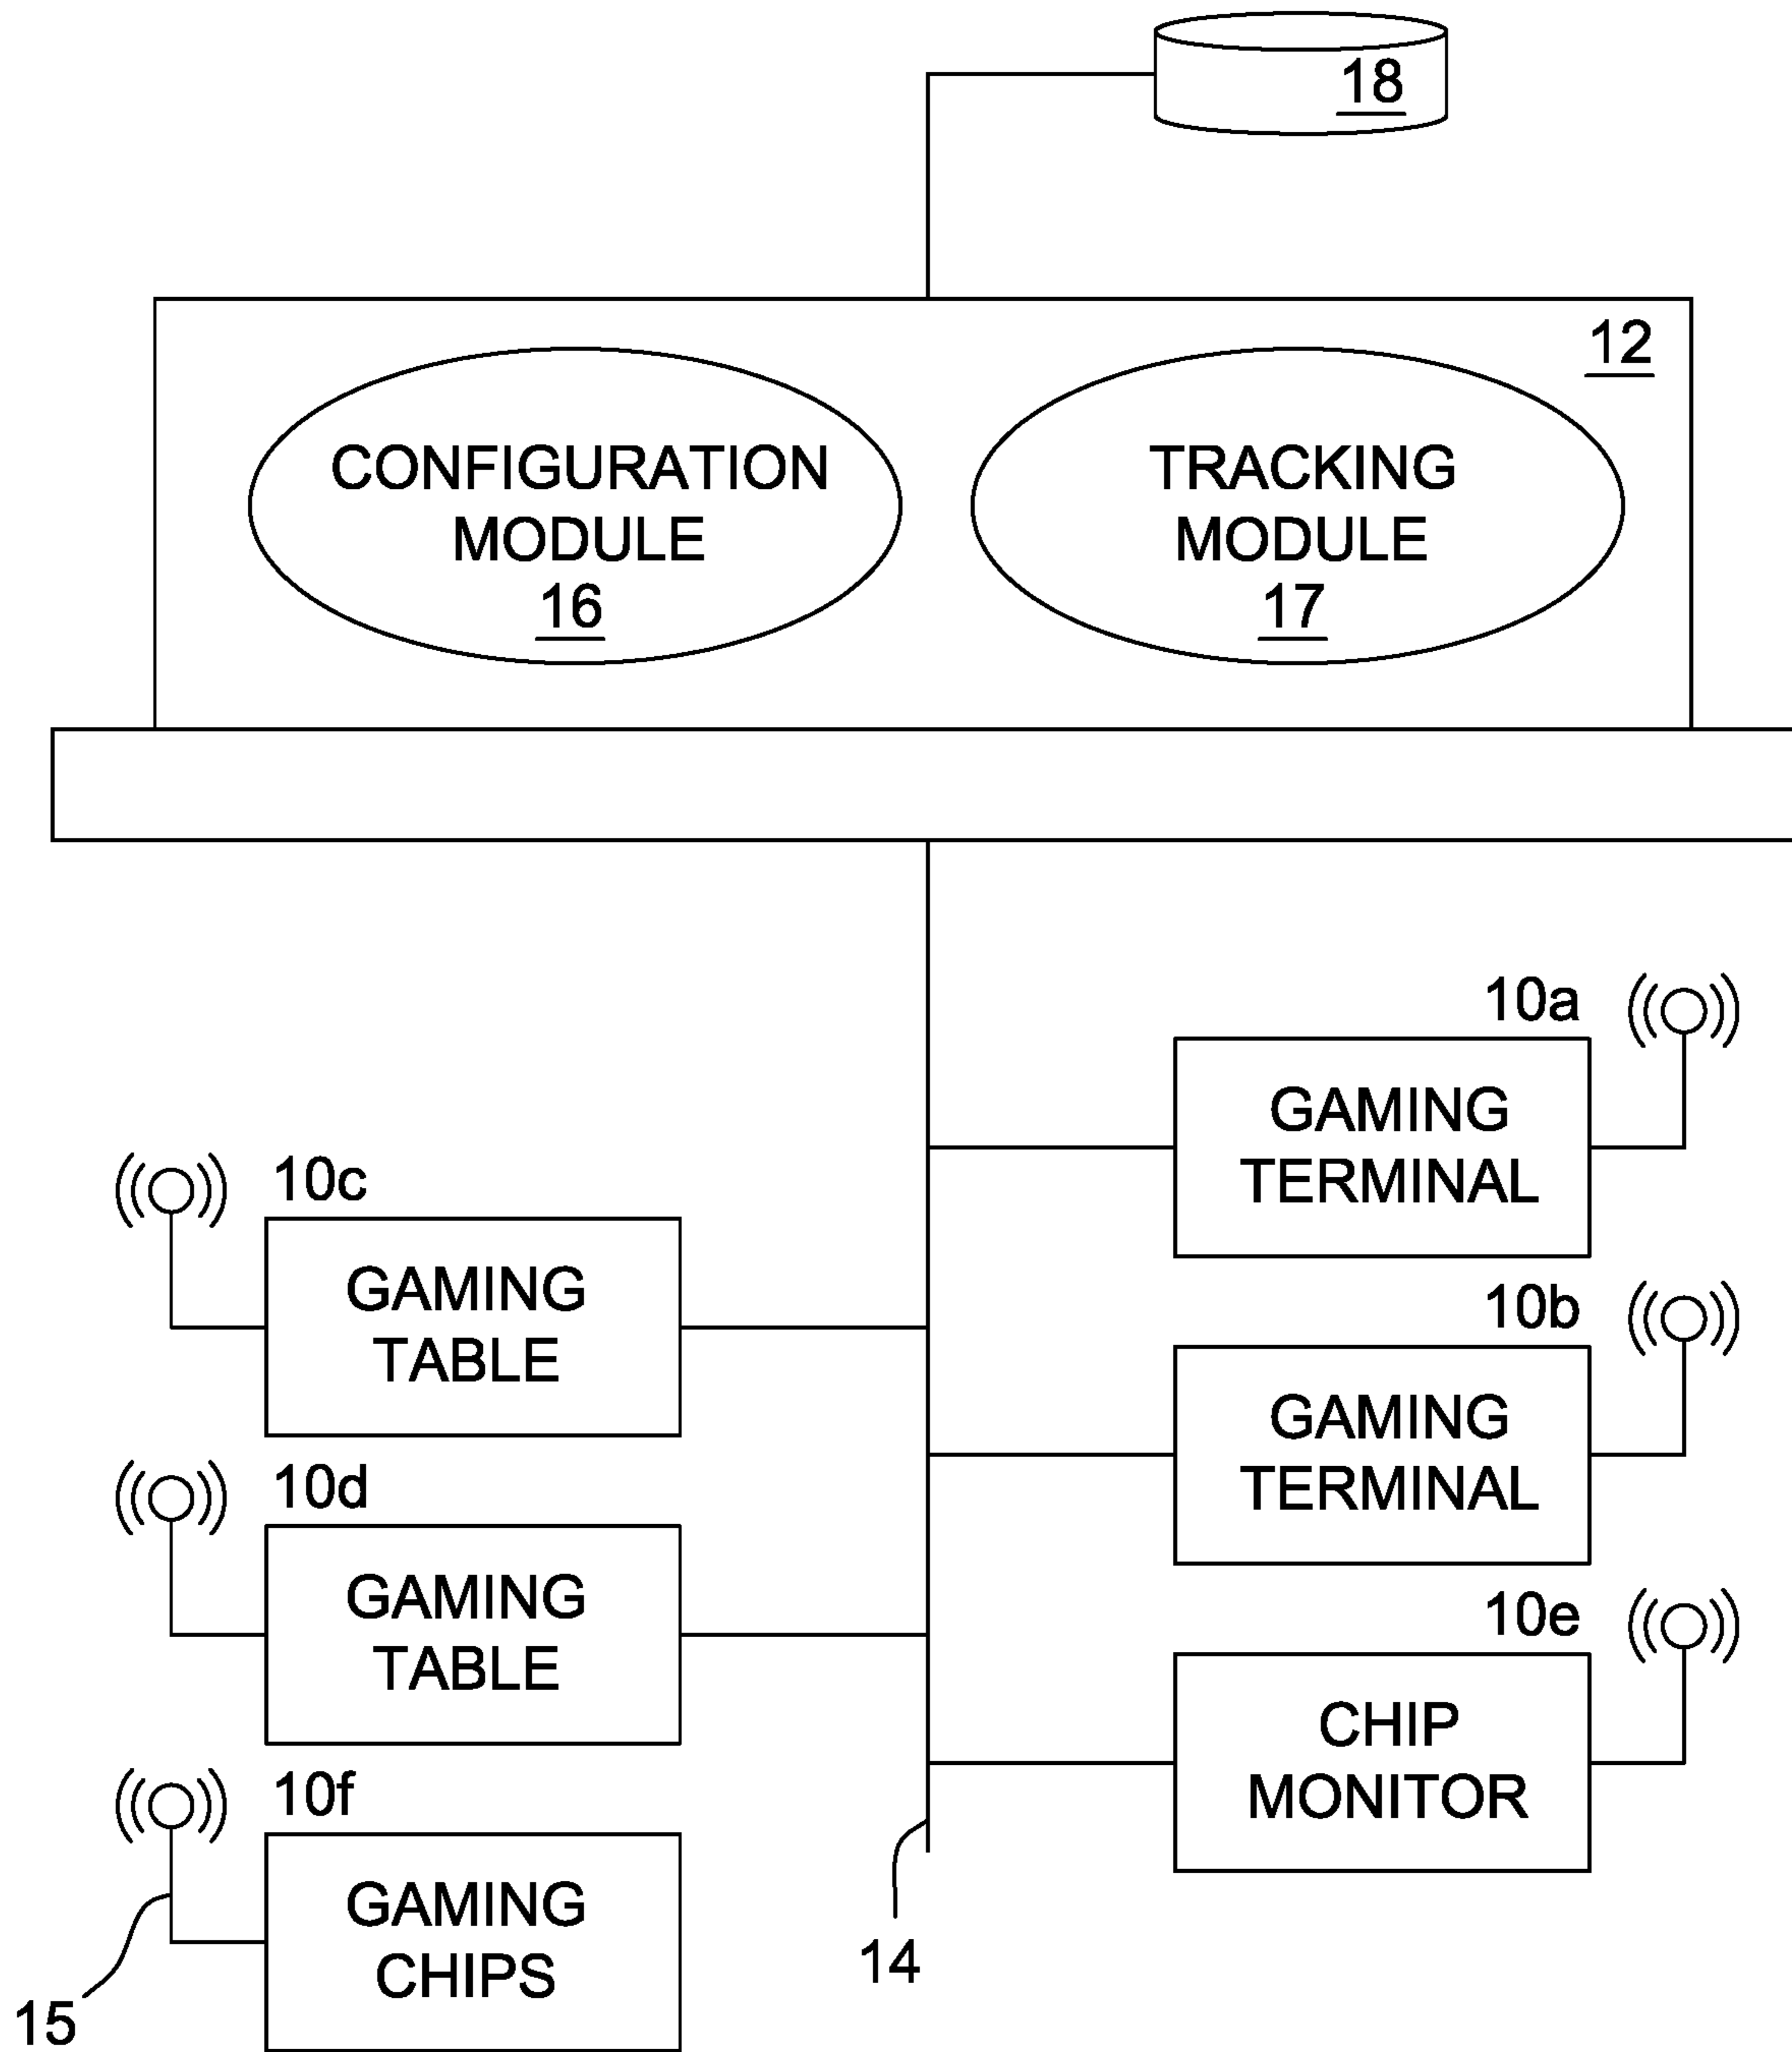 18
12
CONFIGURATION
MODULE
16
TRACKING
MODULE
17
10a
GAMING
TERMINAL
10c
GAMING
TABLE
10b
GAMING
TERMINAL
10d
GAMING
TABLE
10e
CHIP
MONITOR
10f
GAMING
CHIPS
14
15